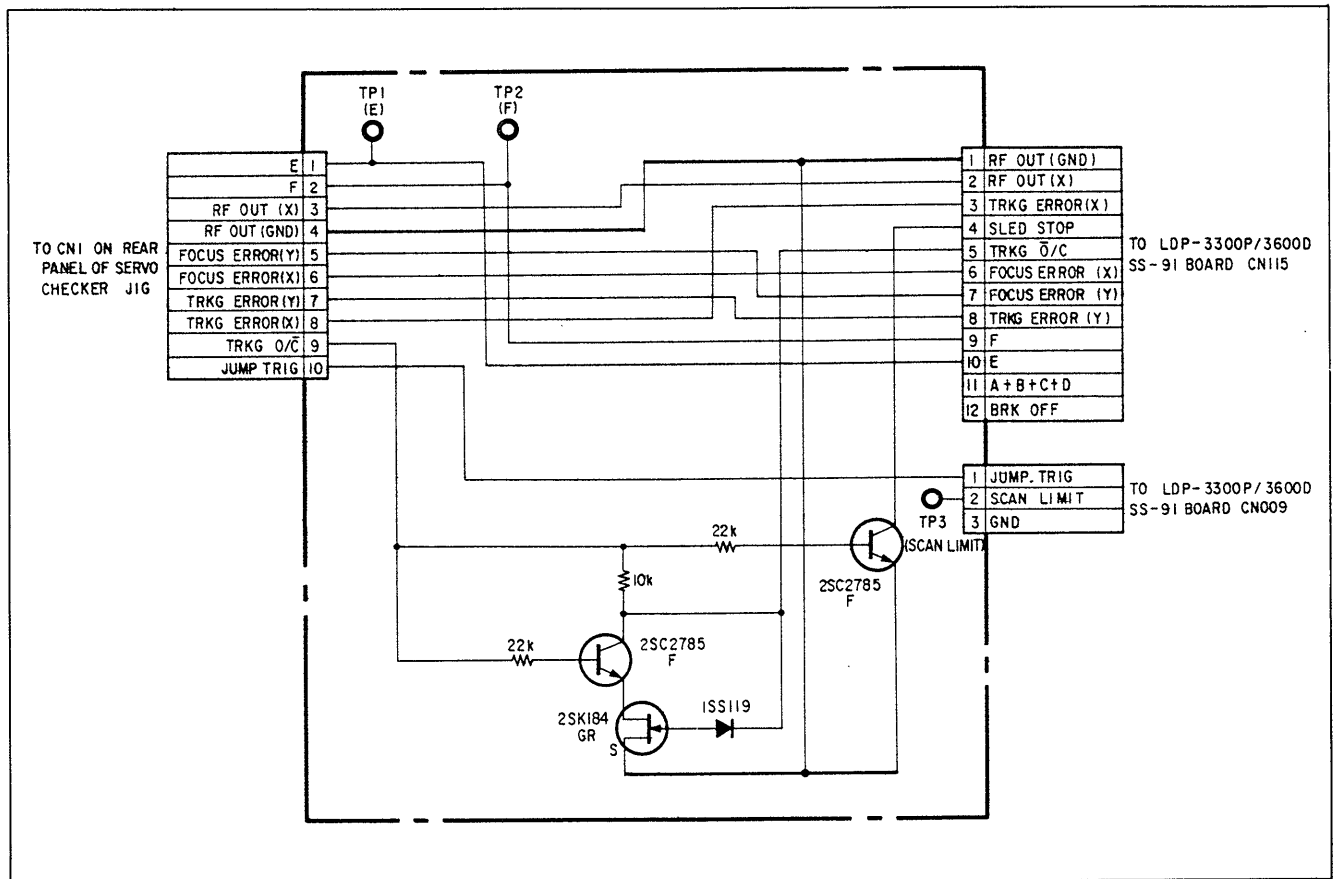 TP1
(E)
TP2
(F)
TO CN1 ON REAR
PANEL OF SERVO
CHECKER JIG
E 1
F 2
RF OUT (X) 3
RF OUT (GND) 4
FOCUS ERROR(Y) 5
FOCUS ERROR(X) 6
TRKG ERROR(Y) 7
TRKG ERROR(X) 8
TRKG O/C̅ 9
JUMP TRIG 10
1 RF OUT (GND)
2 RF OUT (X)
3 TRKG ERROR(X)
4 SLED STOP
5 TRKG O̅/C
6 FOCUS ERROR (X)
7 FOCUS ERROR (Y)
8 TRKG ERROR (Y)
9 F
10 E
11 A+B+C+D
12 BRK OFF
TO LDP-3300P/3600D
SS-91 BOARD CN115
1 JUMP. TRIG
2 SCAN LIMIT
3 GND
TO LDP-3300P/3600D
SS-91 BOARD CN009
TP3
(SCAN LIMIT)
22k
2SC2785
F
10k
22k
2SC2785
F
2SK184
GR
S
1SS119